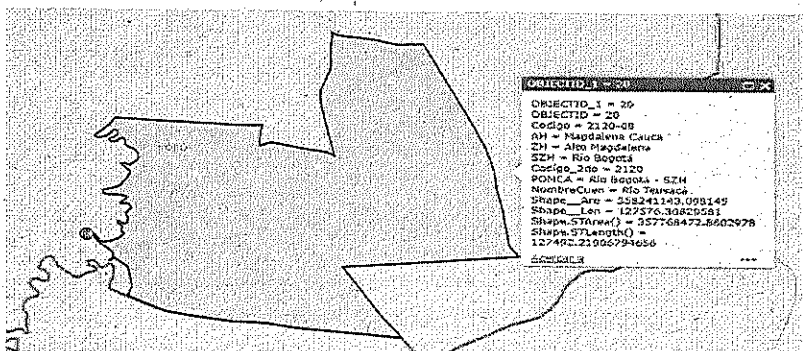 OBJECTID_1 = 20
OBJECTID_1 = 20
OBJECTID = 20
Codigo = 2120-08
AH = Magdalena Cauca
ZH = Alto Magdalena
SZH = Río Bogotá
Codigo_2do = 2120
POMCA = Río Bogotá - SZH
NombreCuen = Río Teusacá
Shape__Are = 358241143.098149
Shape__Len = 127576.30829581
Shape.STArea() = 357768472.8602978
Shape.STLength() =
127492.21906794656